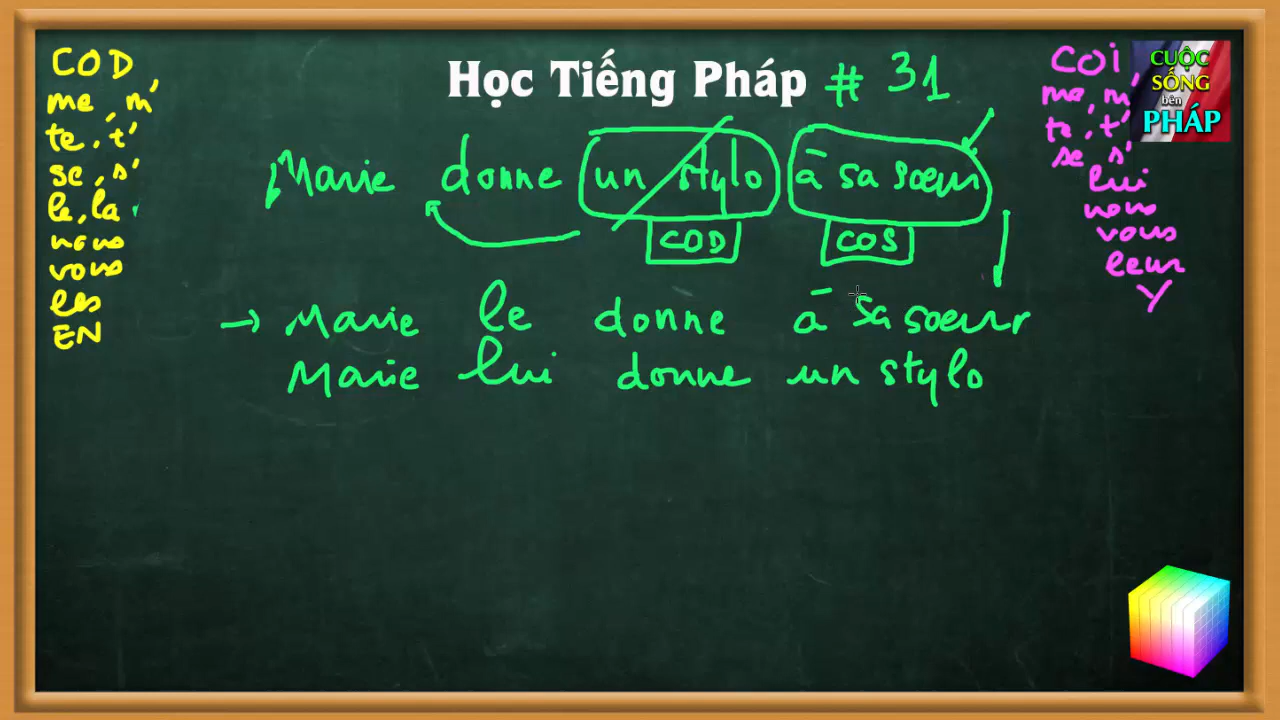 Học Tiếng Pháp # 31
COD
me, m'
te, t'
se, s'
le, la
nous
vous
les
EN
Marie donne un stylo à sa soeur
COD
COS
→ Marie le donne à sa soeur
Marie lui donne un stylo
COI
me, m'
te, t'
se, s'
lui
nous
vous
leur
Y
CUỘC
SỐNG
bên
PHÁP